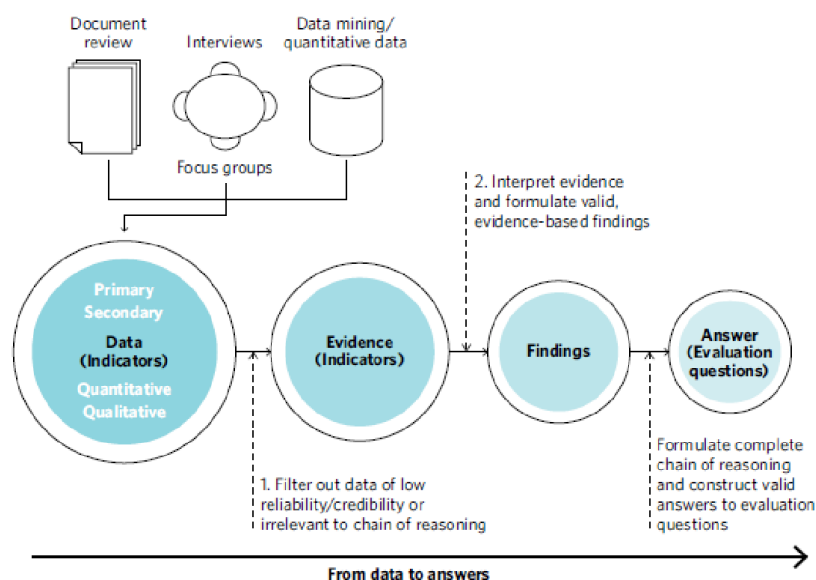 Document
review
Interviews
Data mining/
quantitative data
Focus groups
2. Interpret evidence
and formulate valid,
evidence-based findings
Primary
Secondary
Data
(Indicators)
Quantitative
Qualitative
Evidence
(Indicators)
Findings
Answer
(Evaluation
questions)
1. Filter out data of low
reliability/credibility or
irrelevant to chain of reasoning
Formulate complete
chain of reasoning
and construct valid
answers to evaluation
questions
From data to answers